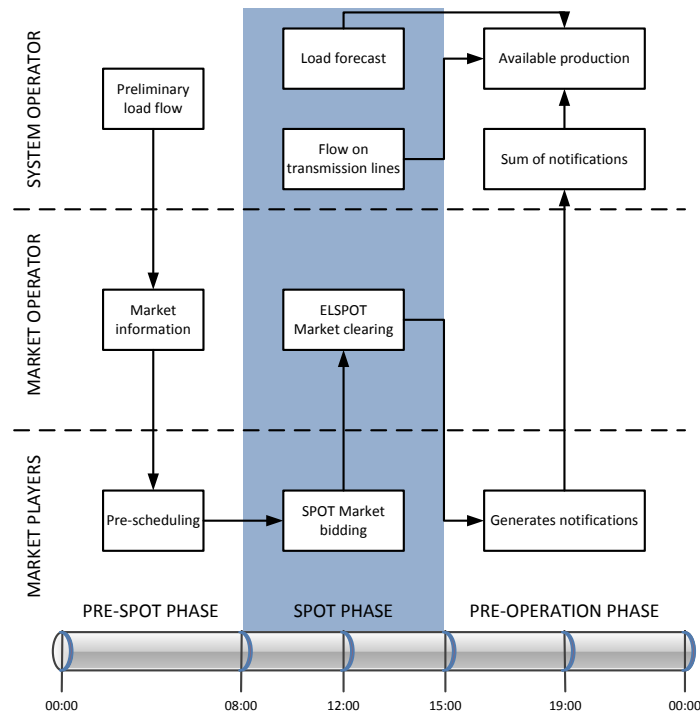 SYSTEM OPERATOR
Preliminary
load flow
Load forecast
Available production
Flow on
transmission lines
Sum of notifications
MARKET OPERATOR
Market
information
ELSPOT
Market clearing
MARKET PLAYERS
Pre-scheduling
SPOT Market
bidding
Generates notifications
PRE-SPOT PHASE
SPOT PHASE
PRE-OPERATION PHASE
00:00
08:00
12:00
15:00
19:00
00:00